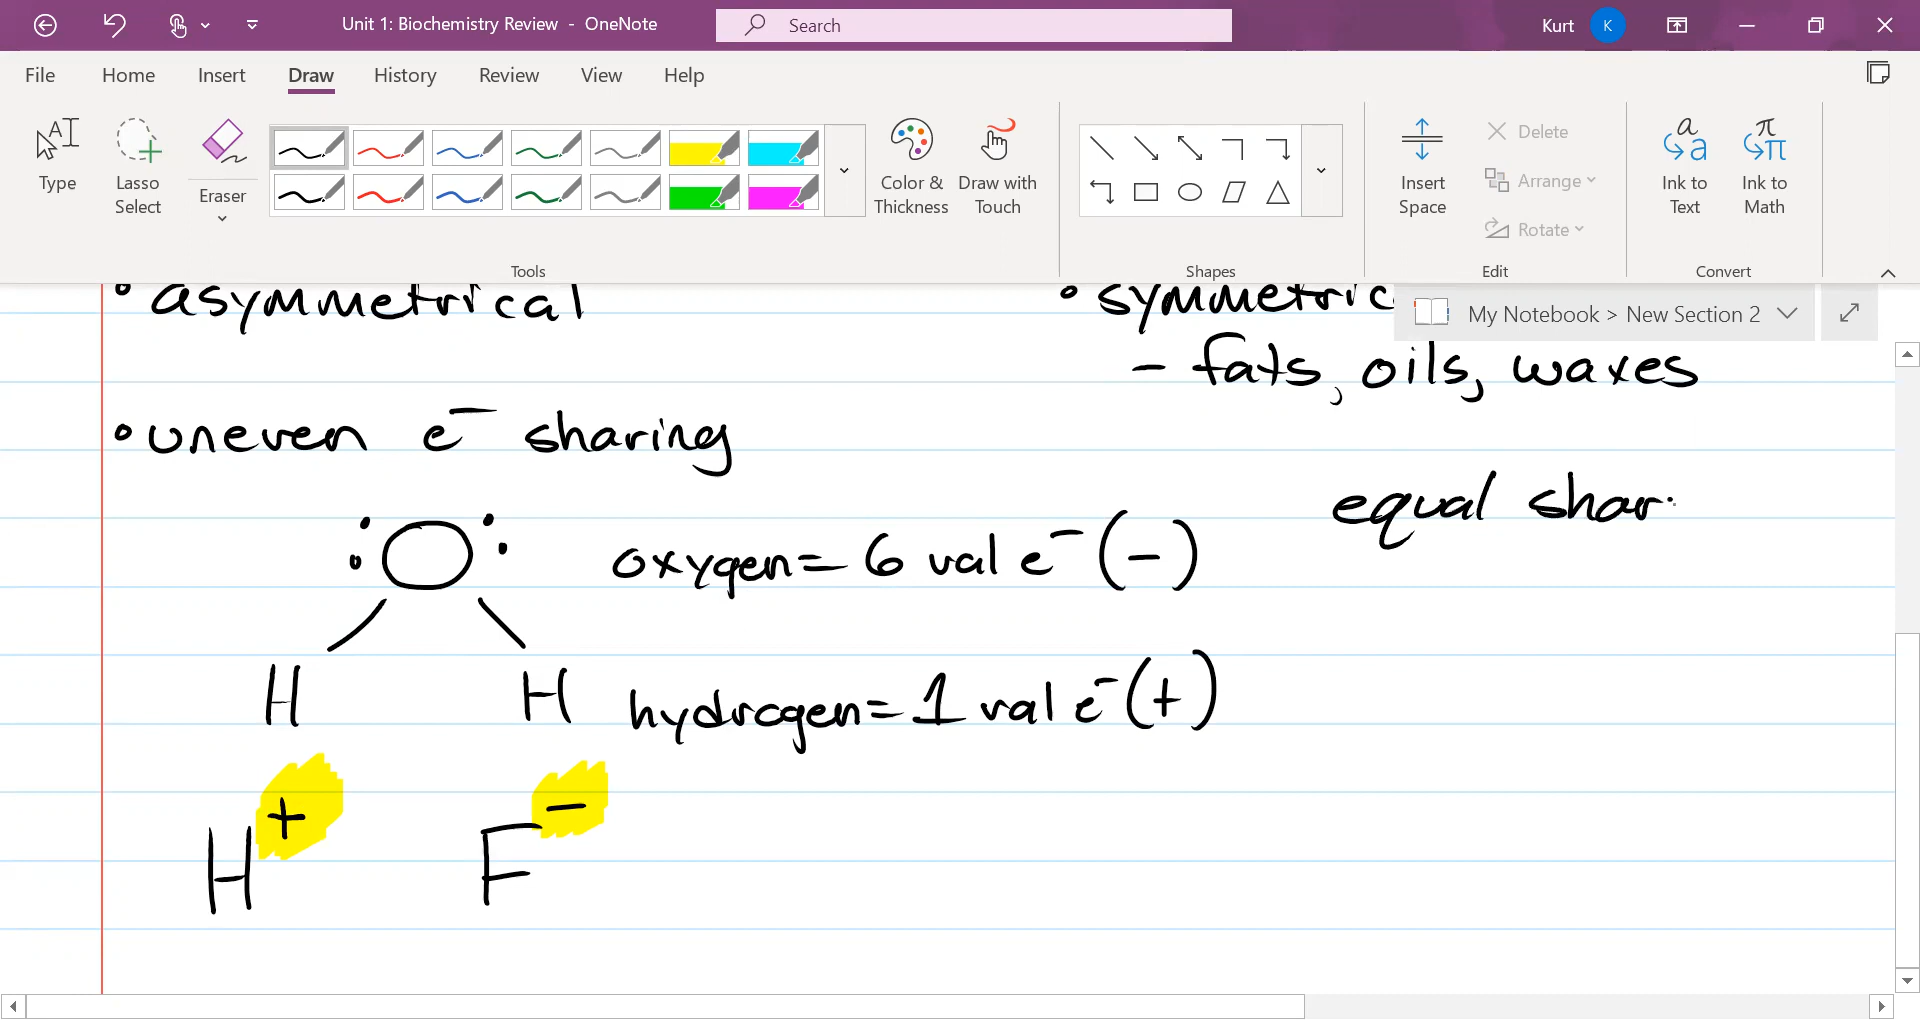 Unit 1: Biochemistry Review - OneNote
Search
Kurt
K
File Home Insert Draw History Review View Help
Type
Lasso Select
Eraser
Color & Thickness
Draw with Touch
Insert Space
Delete
Arrange
Rotate
Ink to Text
Ink to Math
Tools
Shapes
Edit
Convert
My Notebook > New Section 2
• asymmetrical
• symmetric
- fats, oils, waxes
• uneven e⁻ sharing
equal shar
O
oxygen = 6 val e⁻ (-)
H H
hydrogen = 1 val e⁻ (+)
H⁺ F⁻